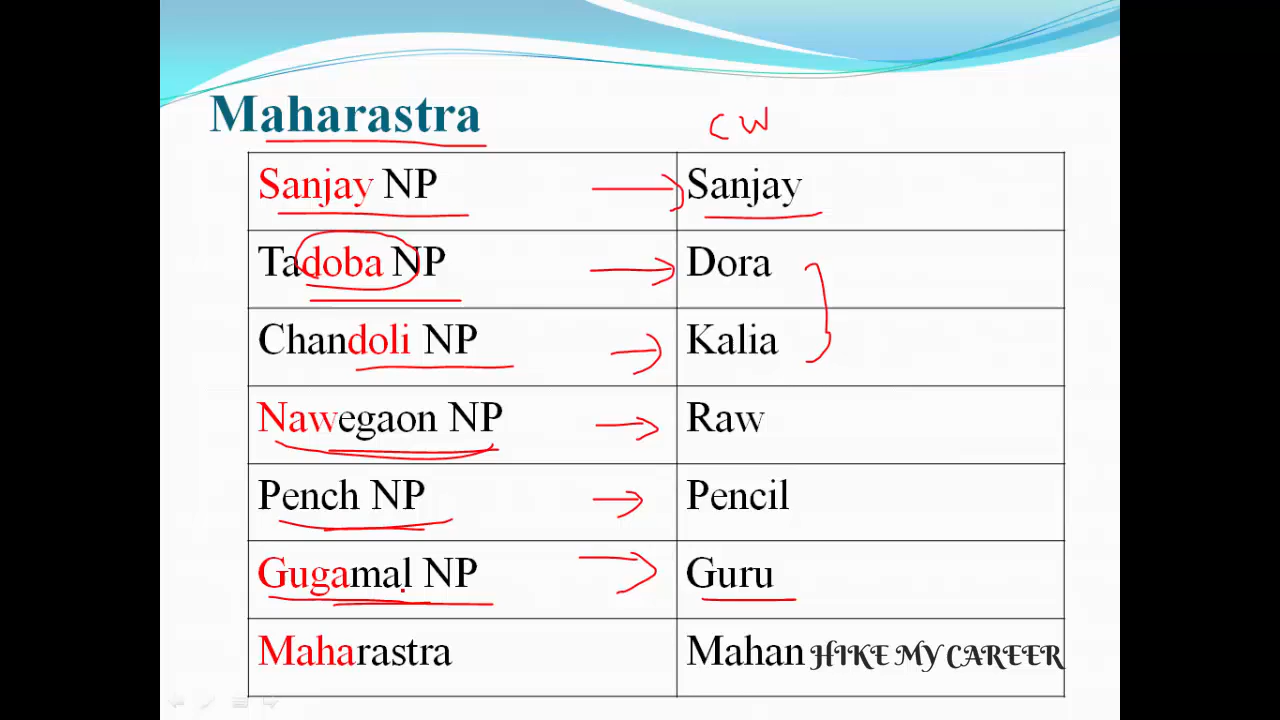 Maharastra
CW
Sanjay NP Sanjay
Tadoba NP Dora
Chandoli NP Kalia
Nawegaon NP Raw
Pench NP Pencil
Gugamal NP Guru
Maharastra Mahan HIKE MY CAREER